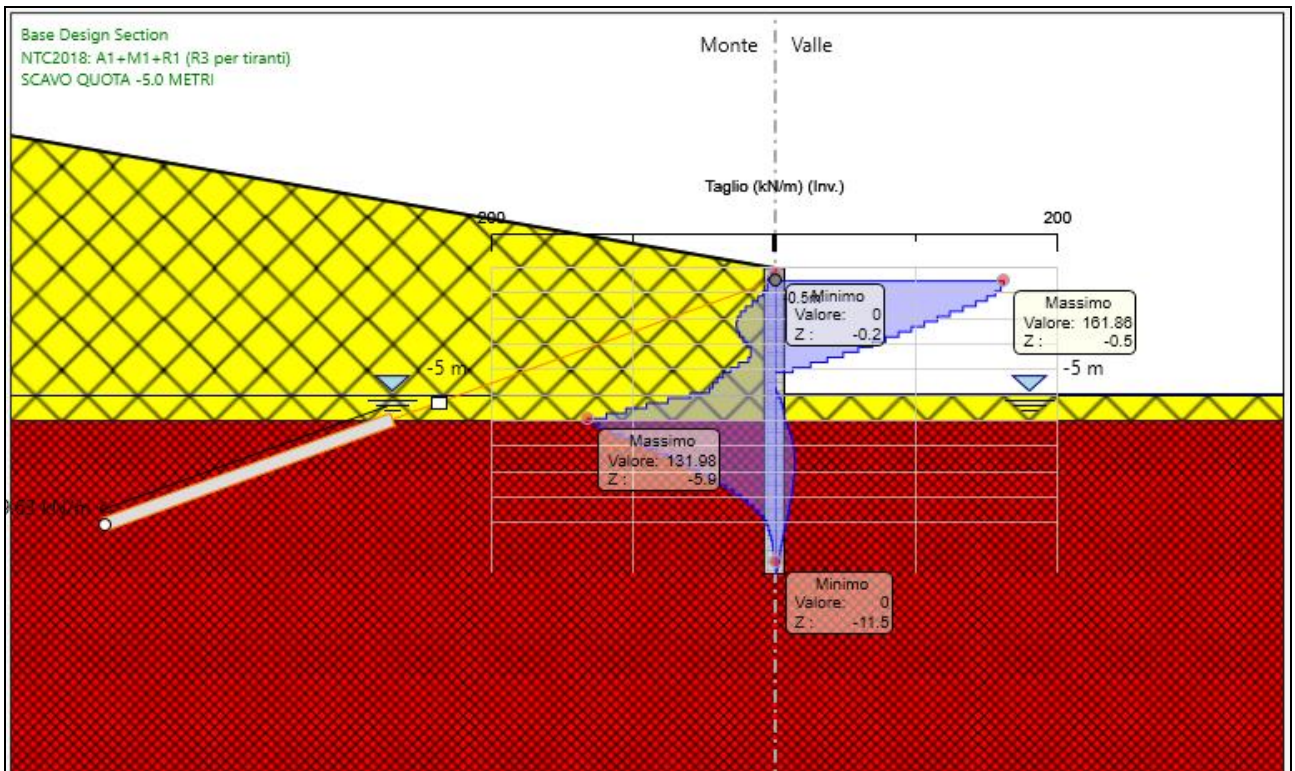 Base Design Section
NTC2018: A1+M1+R1 (R3 per tiranti)
SCAVO QUOTA -5.0 METRI
Monte
Valle
Taglio (kN/m) (Inv.)
200
200
-0.5m
Minimo
Valore: 0
Z : -0.2
Massimo
Valore: 161.86
Z : -0.5
-5 m
-5 m
Massimo
Valore: 131.98
Z : -5.9
kN/m
Minimo
Valore: 0
Z : -11.5